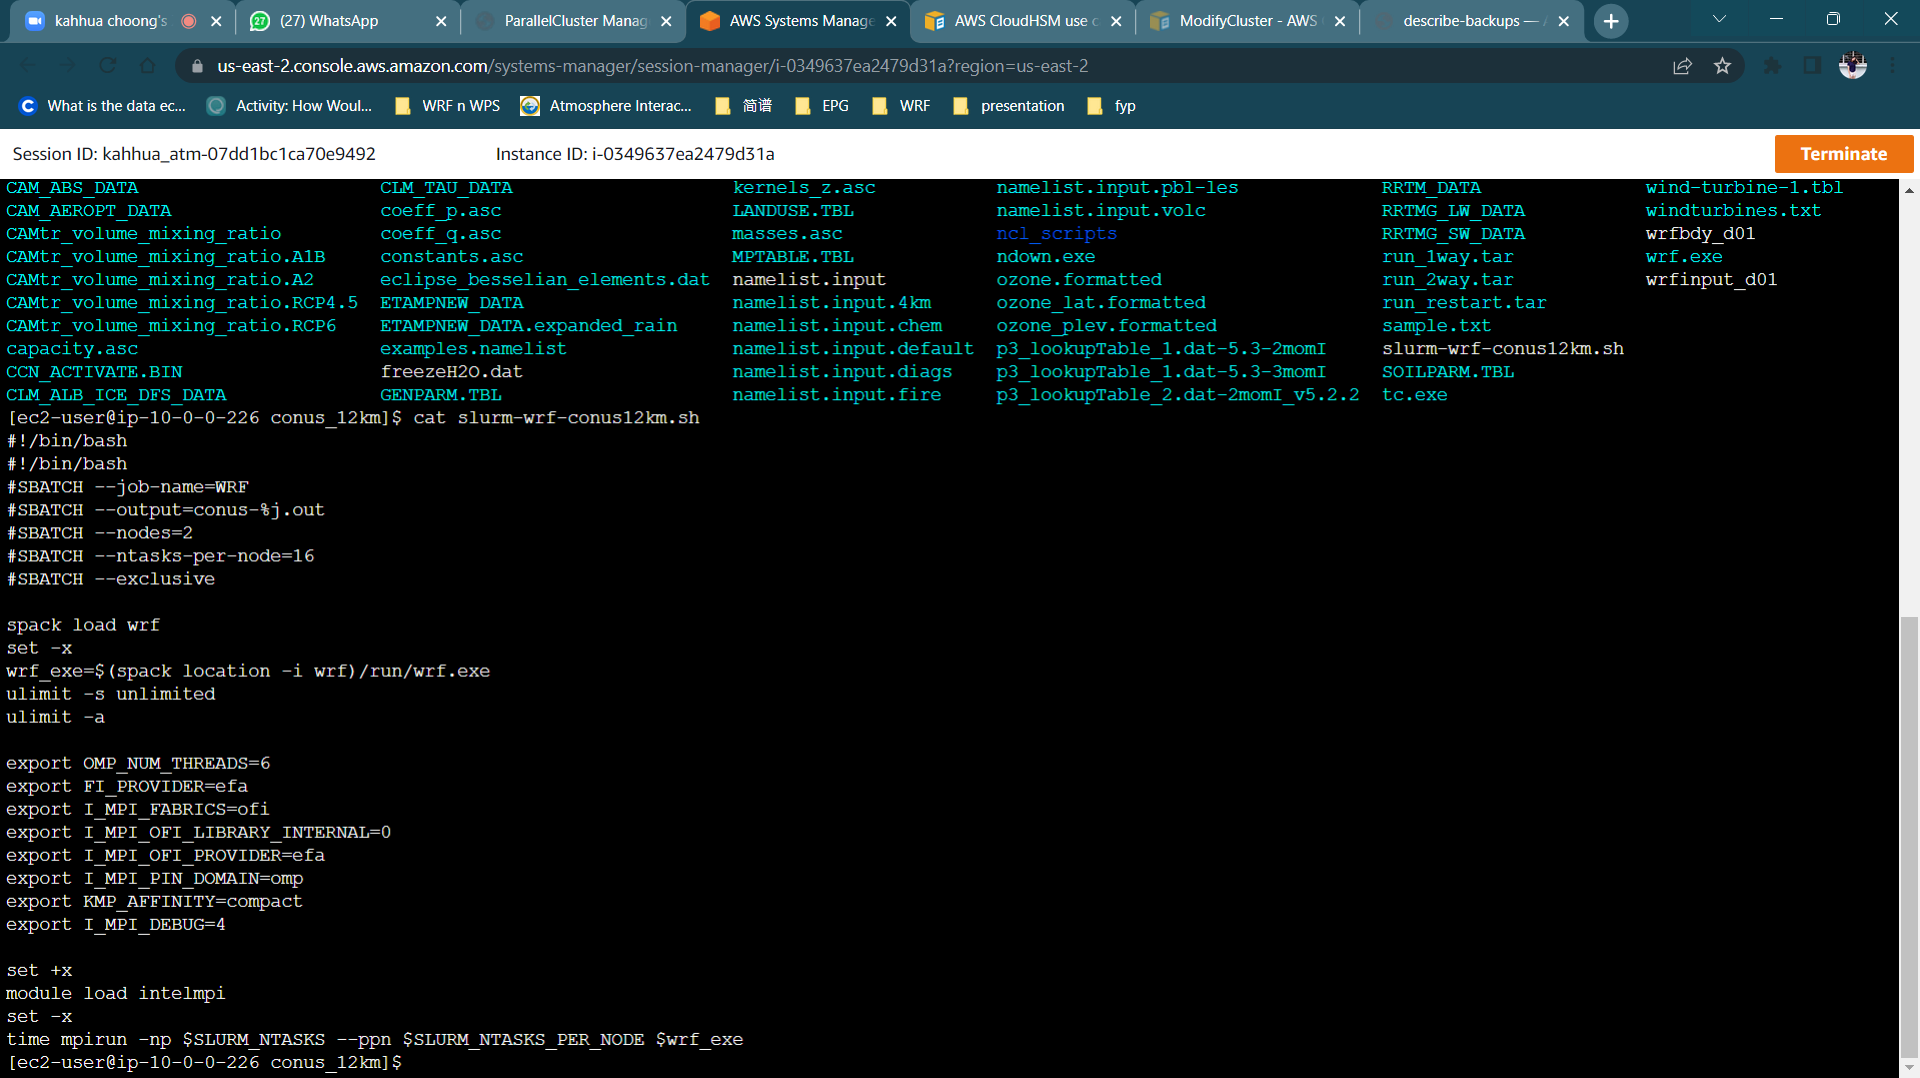 kahhua choong's
(27) WhatsApp
ParallelCluster Manag
AWS Systems Manage
AWS CloudHSM use c
ModifyCluster - AWS
describe-backups —
us-east-2.console.aws.amazon.com/systems-manager/session-manager/i-0349637ea2479d31a?region=us-east-2
What is the data ec...
Activity: How Woul...
WRF n WPS
Atmosphere Interac...
简谱
EPG
WRF
presentation
fyp
Session ID: kahhua_atm-07dd1bc1ca70e9492
Instance ID: i-0349637ea2479d31a
Terminate
CAM_ABS_DATA CLM_TAU_DATA kernels_z.asc namelist.input.pbl-les RRTM_DATA wind-turbine-1.tbl
CAM_AEROPT_DATA coeff_p.asc LANDUSE.TBL namelist.input.volc RRTMG_LW_DATA windturbines.txt
CAMtr_volume_mixing_ratio coeff_q.asc masses.asc ncl_scripts RRTMG_SW_DATA wrfbdy_d01
CAMtr_volume_mixing_ratio.A1B constants.asc MPTABLE.TBL ndown.exe run_1way.tar wrf.exe
CAMtr_volume_mixing_ratio.A2 eclipse_besselian_elements.dat namelist.input ozone.formatted run_2way.tar wrfinput_d01
CAMtr_volume_mixing_ratio.RCP4.5 ETAMPNEW_DATA namelist.input.4km ozone_lat.formatted run_restart.tar
CAMtr_volume_mixing_ratio.RCP6 ETAMPNEW_DATA.expanded_rain namelist.input.chem ozone_plev.formatted sample.txt
capacity.asc examples.namelist namelist.input.default p3_lookupTable_1.dat-5.3-2momI slurm-wrf-conus12km.sh
CCN_ACTIVATE.BIN freezeH2O.dat namelist.input.diags p3_lookupTable_1.dat-5.3-3momI SOILPARM.TBL
CLM_ALB_ICE_DFS_DATA GENPARM.TBL namelist.input.fire p3_lookupTable_2.dat-2momI_v5.2.2 tc.exe
[ec2-user@ip-10-0-0-226 conus_12km]$ cat slurm-wrf-conus12km.sh
#!/bin/bash
#!/bin/bash
#SBATCH --job-name=WRF
#SBATCH --output=conus-%j.out
#SBATCH --nodes=2
#SBATCH --ntasks-per-node=16
#SBATCH --exclusive
spack load wrf
set -x
wrf_exe=$(spack location -i wrf)/run/wrf.exe
ulimit -s unlimited
ulimit -a
export OMP_NUM_THREADS=6
export FI_PROVIDER=efa
export I_MPI_FABRICS=ofi
export I_MPI_OFI_LIBRARY_INTERNAL=0
export I_MPI_OFI_PROVIDER=efa
export I_MPI_PIN_DOMAIN=omp
export KMP_AFFINITY=compact
export I_MPI_DEBUG=4
set +x
module load intelmpi
set -x
time mpirun -np $SLURM_NTASKS --ppn $SLURM_NTASKS_PER_NODE $wrf_exe
[ec2-user@ip-10-0-0-226 conus_12km]$